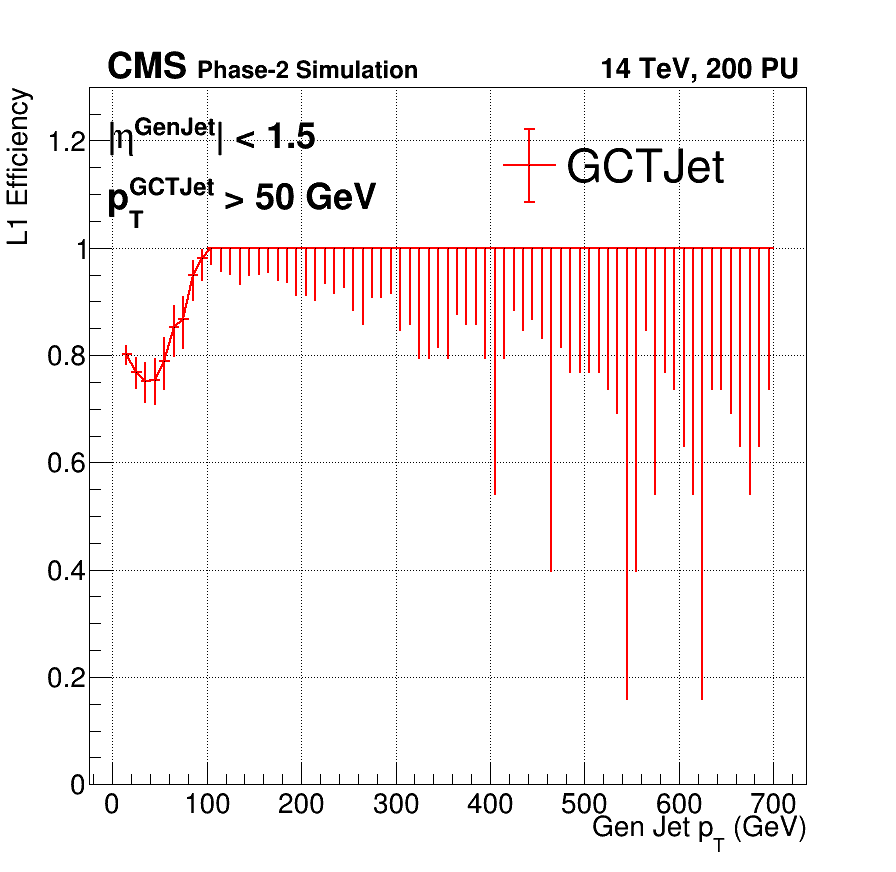 CMS Phase-2 Simulation 14 TeV, 200 PU
L1 Efficiency
|η^GenJet| < 1.5
p_T^GCTJet > 50 GeV
GCTJet
1.2
1
0.8
0.6
0.4
0.2
0
0 100 200 300 400 500 600 700
Gen Jet p_T (GeV)